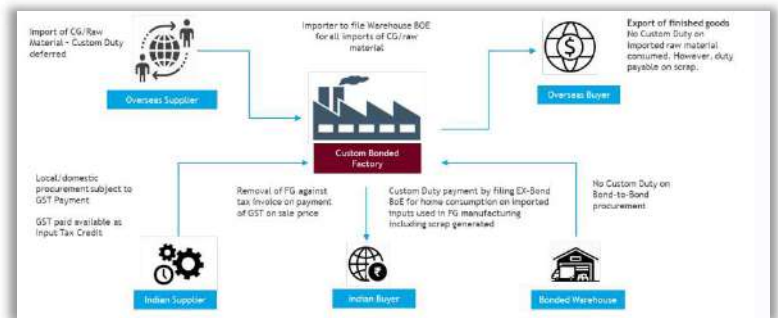 Import of CG/Raw
Material - Custom Duty
deferred
Overseas Supplier
Importer to file Warehouse BOE
for all imports of CG/raw
material
Export of finished goods
No Custom Duty on
imported raw material
consumed. However, duty
payable on scrap.
Overseas Buyer
Custom Bonded
Factory
Local/domestic
procurement subject to
GST Payment
GST paid available as
Input Tax Credit
Indian Supplier
Removal of FG against
tax invoice on payment
of GST on sale price
Indian Buyer
Custom Duty payment by filing EX-Bond
BoE for home consumption on imported
inputs used in FG manufacturing
including scrap generated
No Custom Duty on
Bond-to-Bond
procurement
Bonded Warehouse